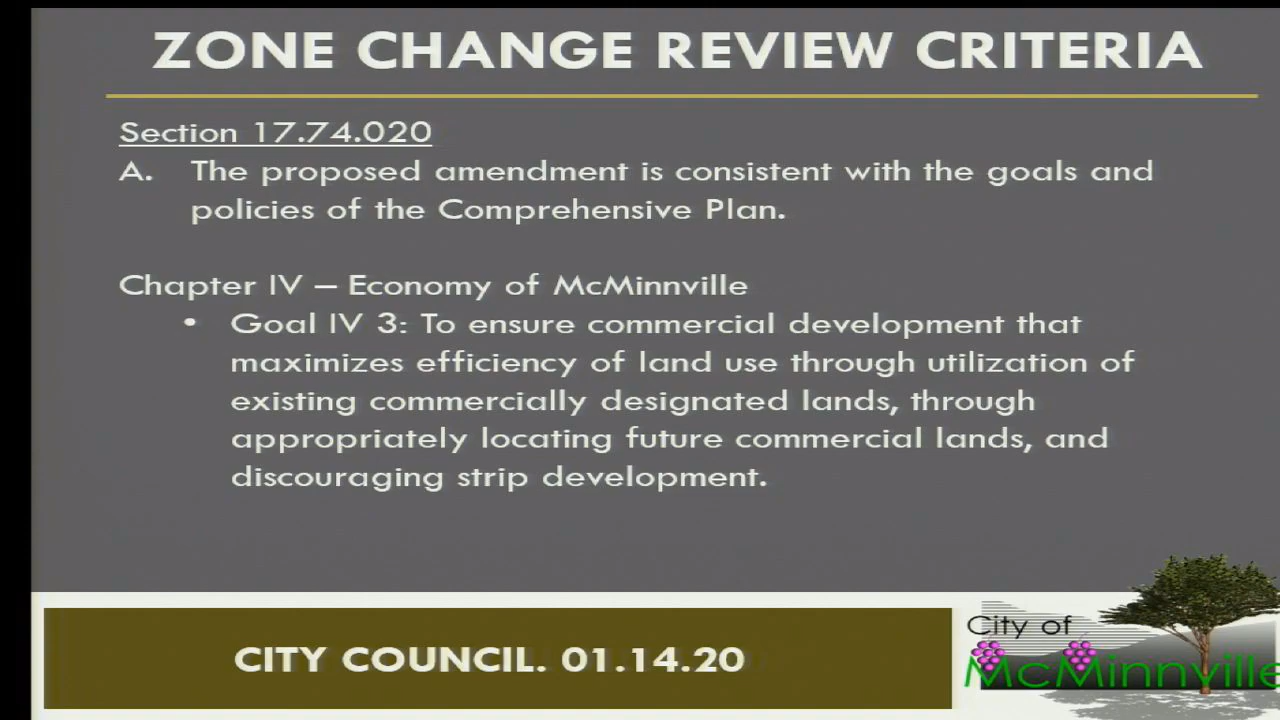 ZONE CHANGE REVIEW CRITERIA
Section 17.74.020
A. The proposed amendment is consistent with the goals and
policies of the Comprehensive Plan.
Chapter IV – Economy of McMinnville
• Goal IV 3: To ensure commercial development that
maximizes efficiency of land use through utilization of
existing commercially designated lands, through
appropriately locating future commercial lands, and
discouraging strip development.
CITY COUNCIL. 01.14.20
City of
McMinnville